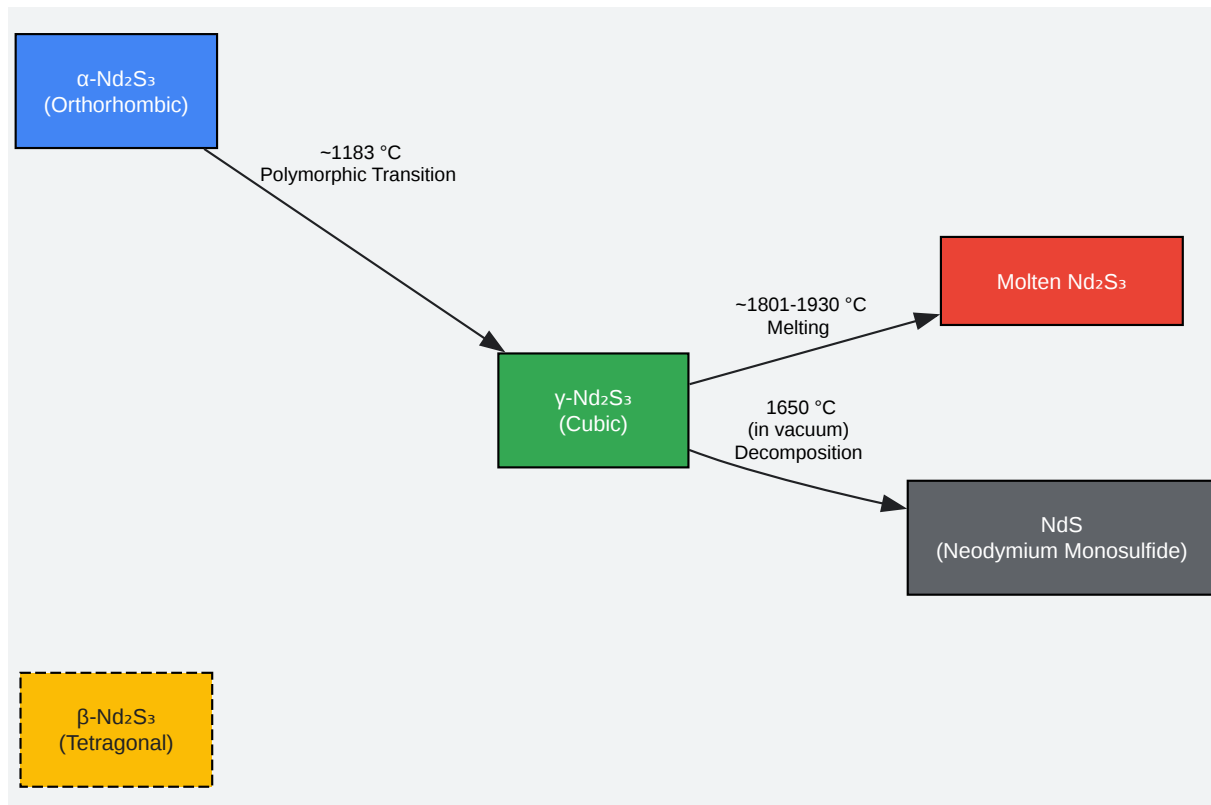 α-Nd₂S₃
(Orthorhombic)
~1183 °C
Polymorphic Transition
Molten Nd₂S₃
~1801-1930 °C
Melting
γ-Nd₂S₃
(Cubic)
1650 °C
(in vacuum)
Decomposition
NdS
(Neodymium Monosulfide)
β-Nd₂S₃
(Tetragonal)